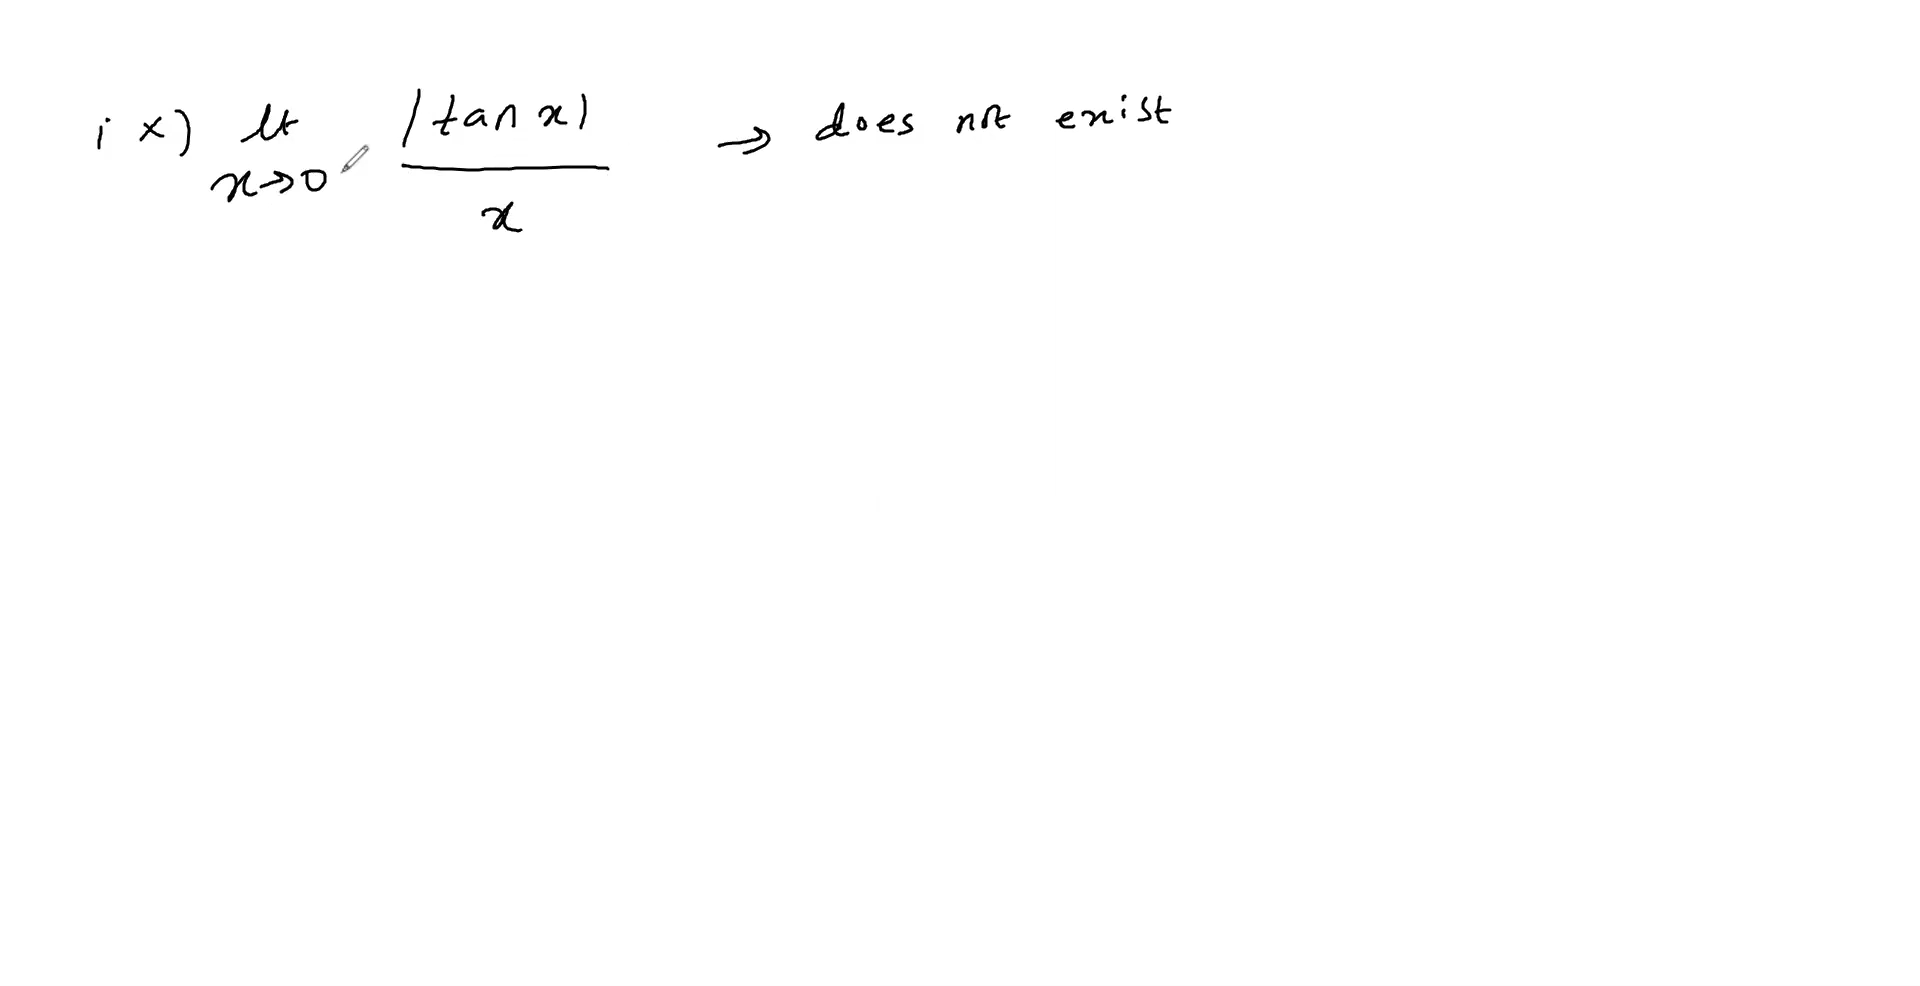 ix) lt |tan x| → does not exist
x→0 x